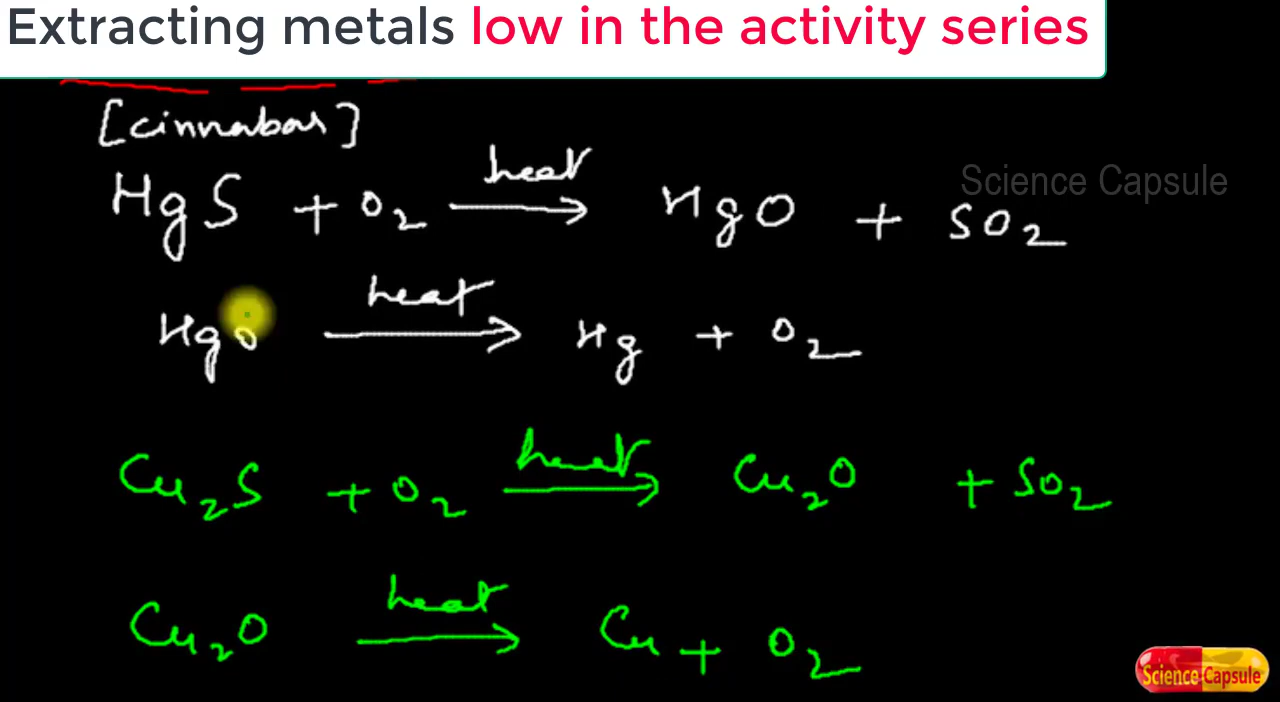 Extracting metals low in the activity series
[cinnabar]
Science Capsule
HgS + O₂ heat → HgO + SO₂
HgO heat → Hg + O₂
Cu₂S + O₂ heat → Cu₂O + SO₂
Cu₂O heat → Cu + O₂
Science Capsule